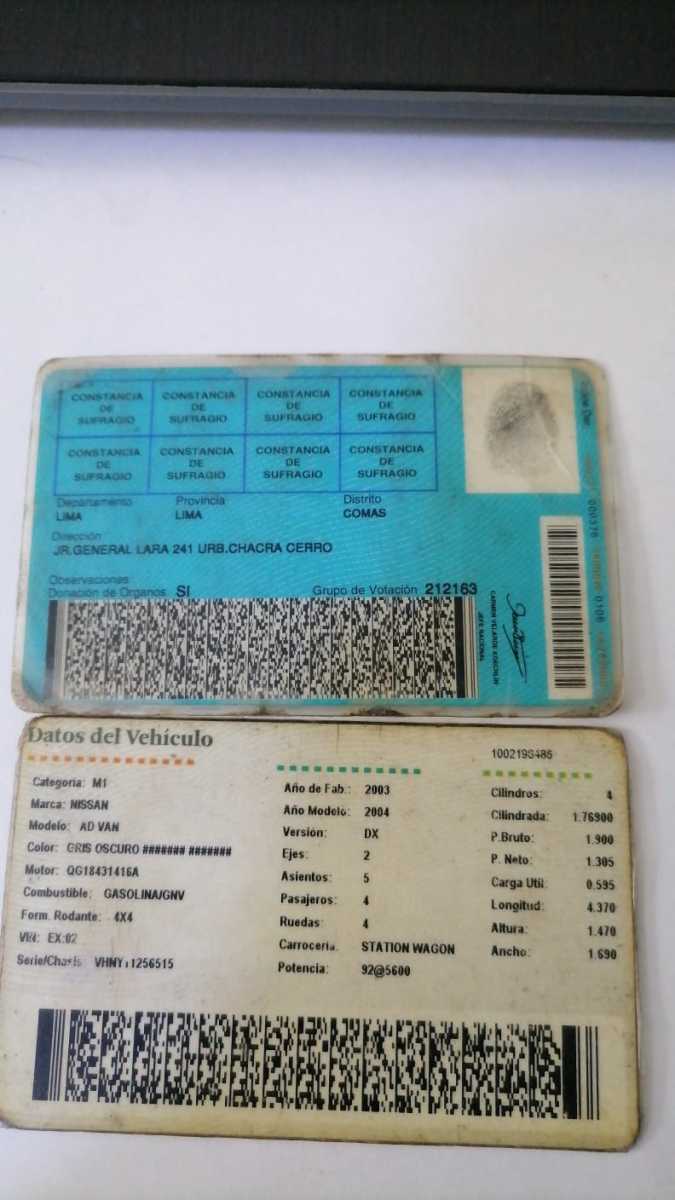 CONSTANCIA DE SUFRAGIO CONSTANCIA DE SUFRAGIO CONSTANCIA DE SUFRAGIO CONSTANCIA DE SUFRAGIO
CONSTANCIA DE SUFRAGIO CONSTANCIA DE SUFRAGIO CONSTANCIA DE SUFRAGIO CONSTANCIA DE SUFRAGIO
Departamento Provincia Distrito
LIMA LIMA COMAS
Dirección
JR.GENERAL LARA 241 URB.CHACRA CERRO
Observaciones
Donación de Organos SI Grupo de Votación 212163
JEFE NACIONAL
Datos del Vehículo
Categoria: M1
Marca: NISSAN
Modelo: AD VAN
Color: GRIS OSCURO ####### #######
Motor: QG18431416A
Combustible: GASOLINA/GNV
Form. Rodante: 4X4
VIN: EX:02
Serie/Chasis
Año de Fab.: 2003
Año Modelo: 2004
Versión: DX
Ejes: 2
Asientos: 5
Pasajeros: 4
Ruedas: 4
Carrocería: STATION WAGON
Potencia: 92@5600
Cilindros: 4
Cilindrada: 1.76900
P.Bruto: 1.900
P. Neto: 1.305
Carga Util: 0.595
Longitud: 4.370
Altura: 1.470
Ancho: 1.690